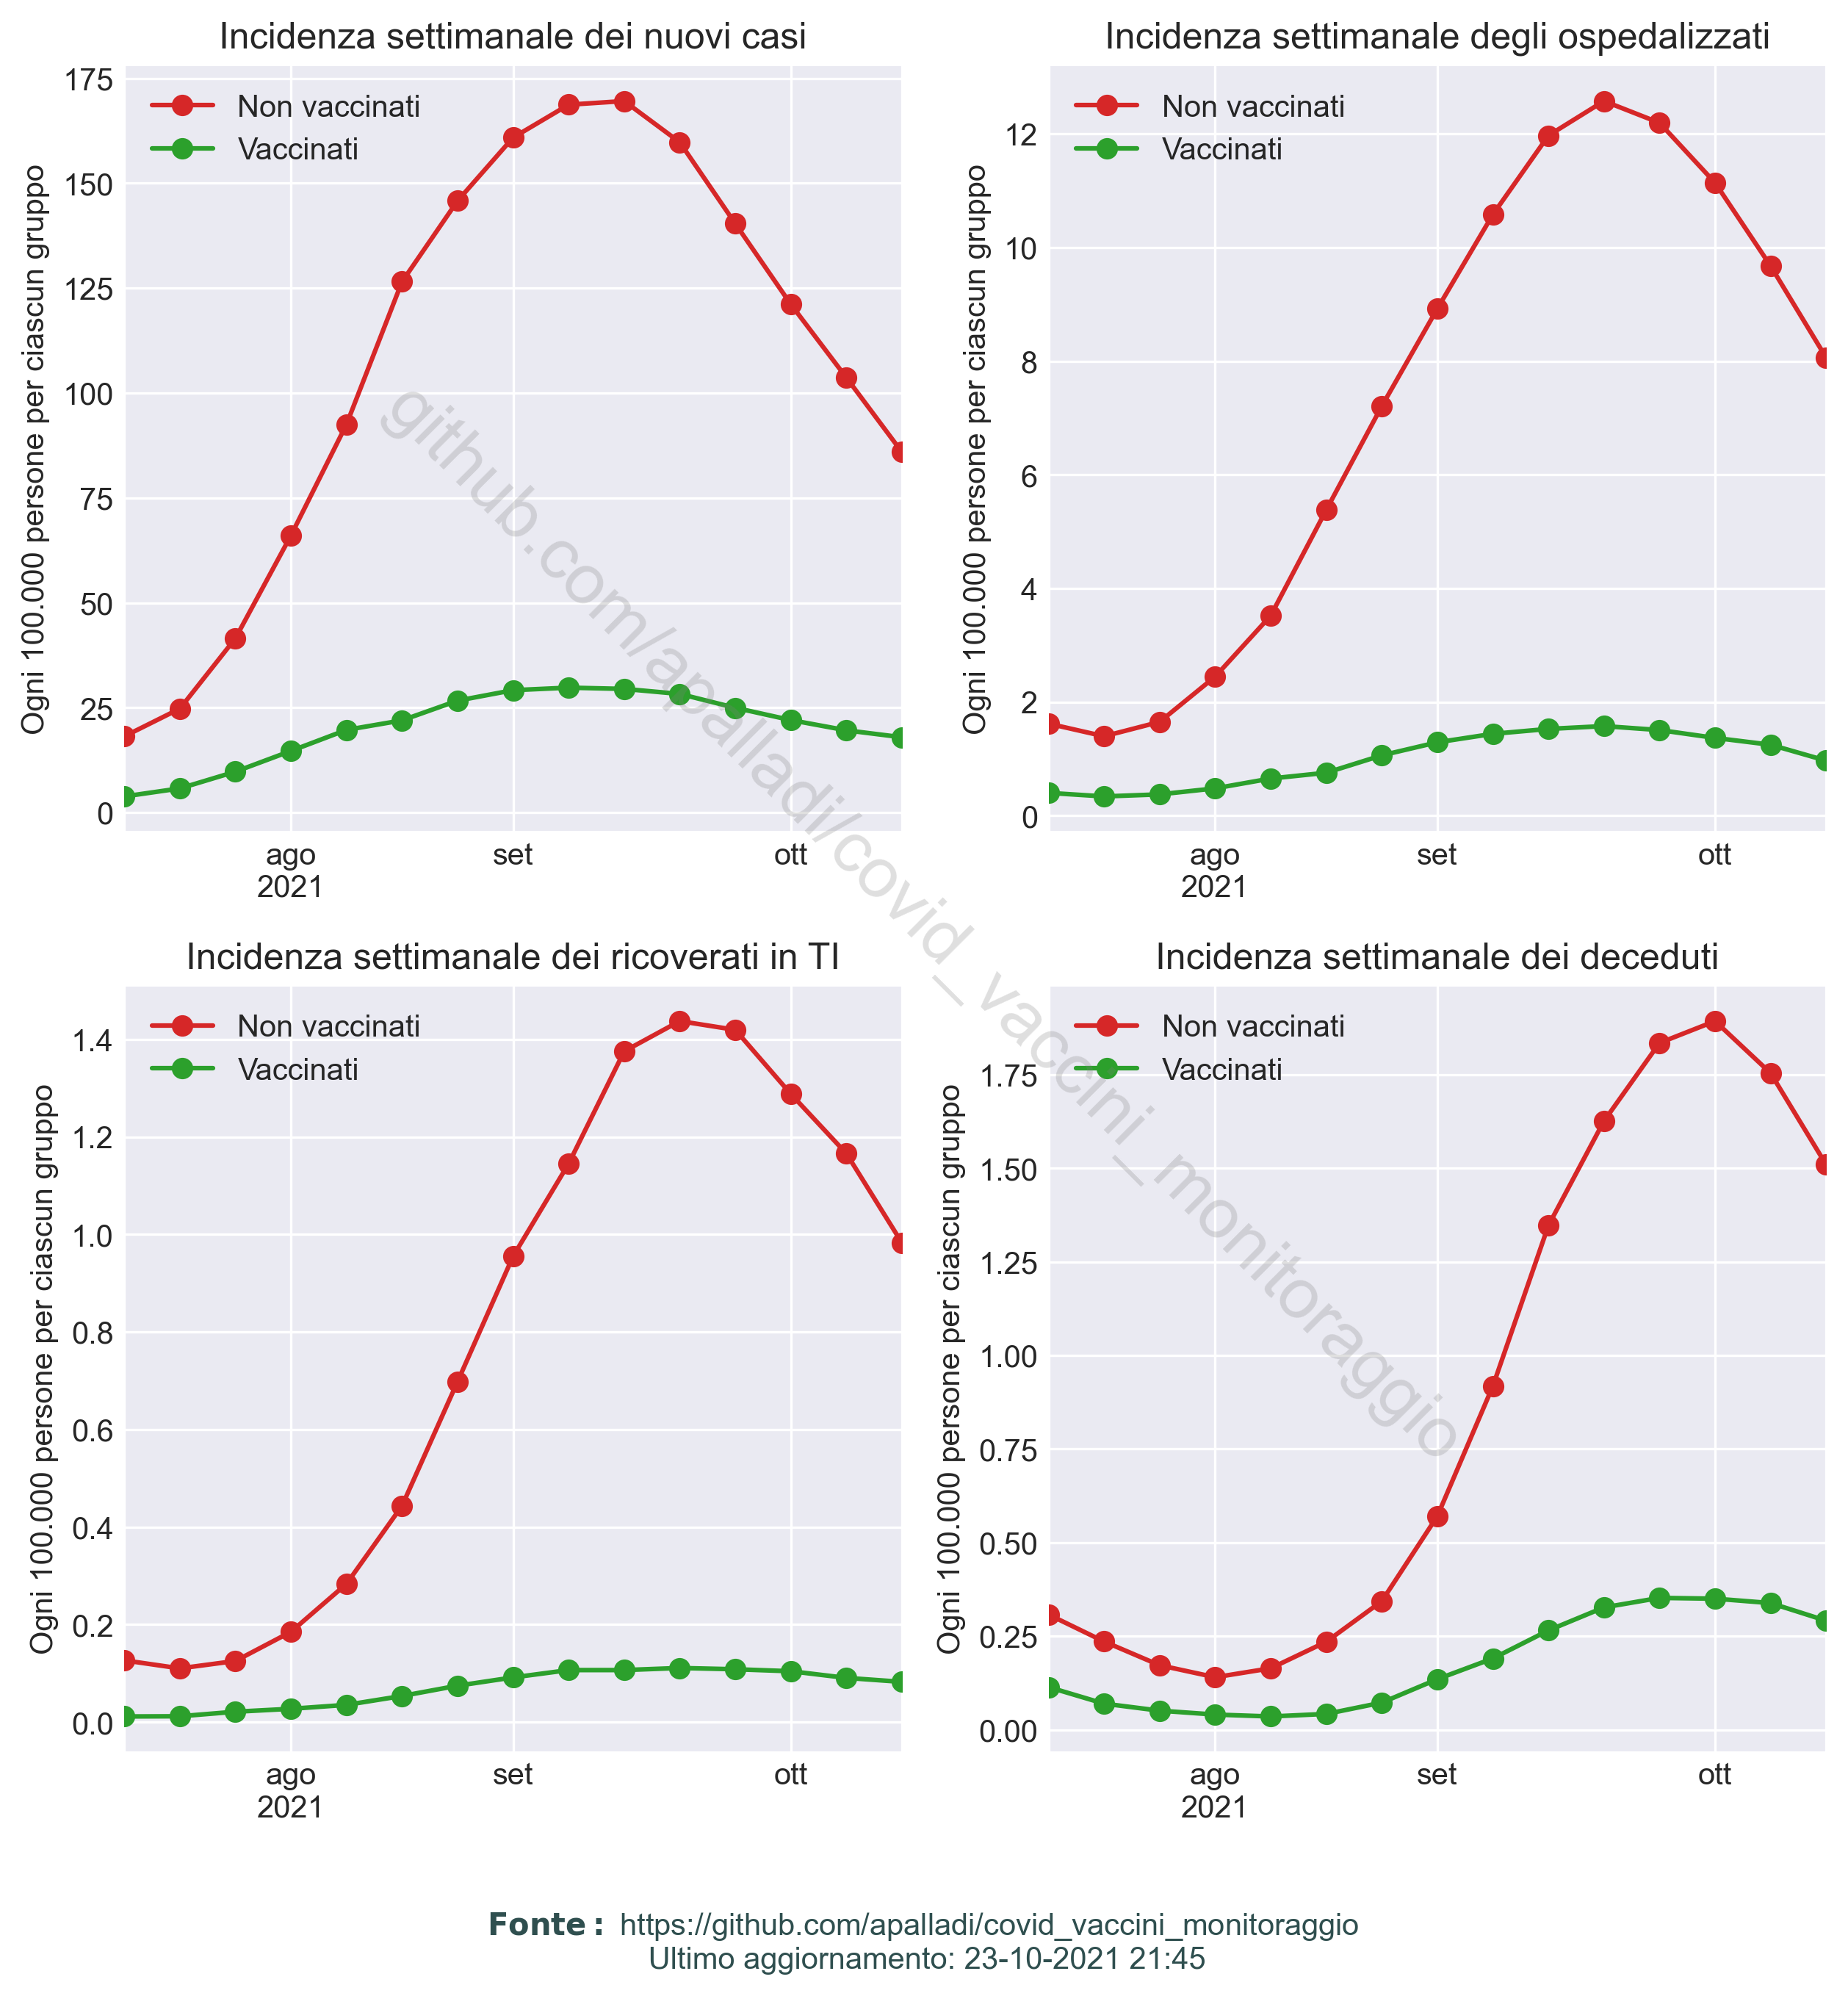 Incidenza settimanale dei nuovi casi
175
150
125
100
75
50
25
0
Ogni 100.000 persone per ciascun gruppo
Non vaccinati
Vaccinati
ago
2021
set
ott
Incidenza settimanale degli ospedalizzati
12
10
8
6
4
2
0
Ogni 100.000 persone per ciascun gruppo
Non vaccinati
Vaccinati
ago
2021
set
ott
Incidenza settimanale dei ricoverati in TI
1.4
1.2
1.0
0.8
0.6
0.4
0.2
0.0
Ogni 100.000 persone per ciascun gruppo
Non vaccinati
Vaccinati
ago
2021
set
ott
Incidenza settimanale dei deceduti
1.75
1.50
1.25
1.00
0.75
0.50
0.25
0.00
Ogni 100.000 persone per ciascun gruppo
Non vaccinati
Vaccinati
ago
2021
set
ott
github.com/apalladi/covid_vaccini_monitoraggio
Fonte: https://github.com/apalladi/covid_vaccini_monitoraggio
Ultimo aggiornamento: 23-10-2021 21:45